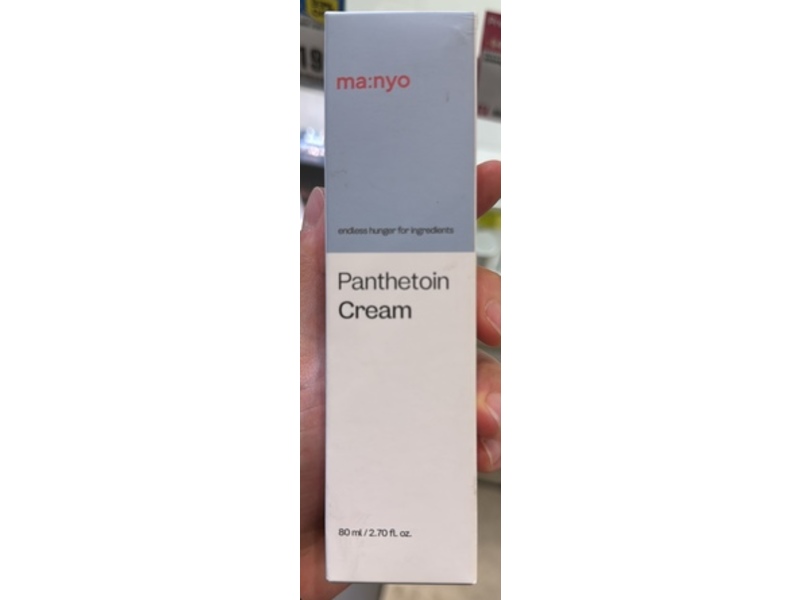 ma:nyo
endless hunger for ingredients
Panthetoin
Cream
80 ml / 2.70 fl. oz.